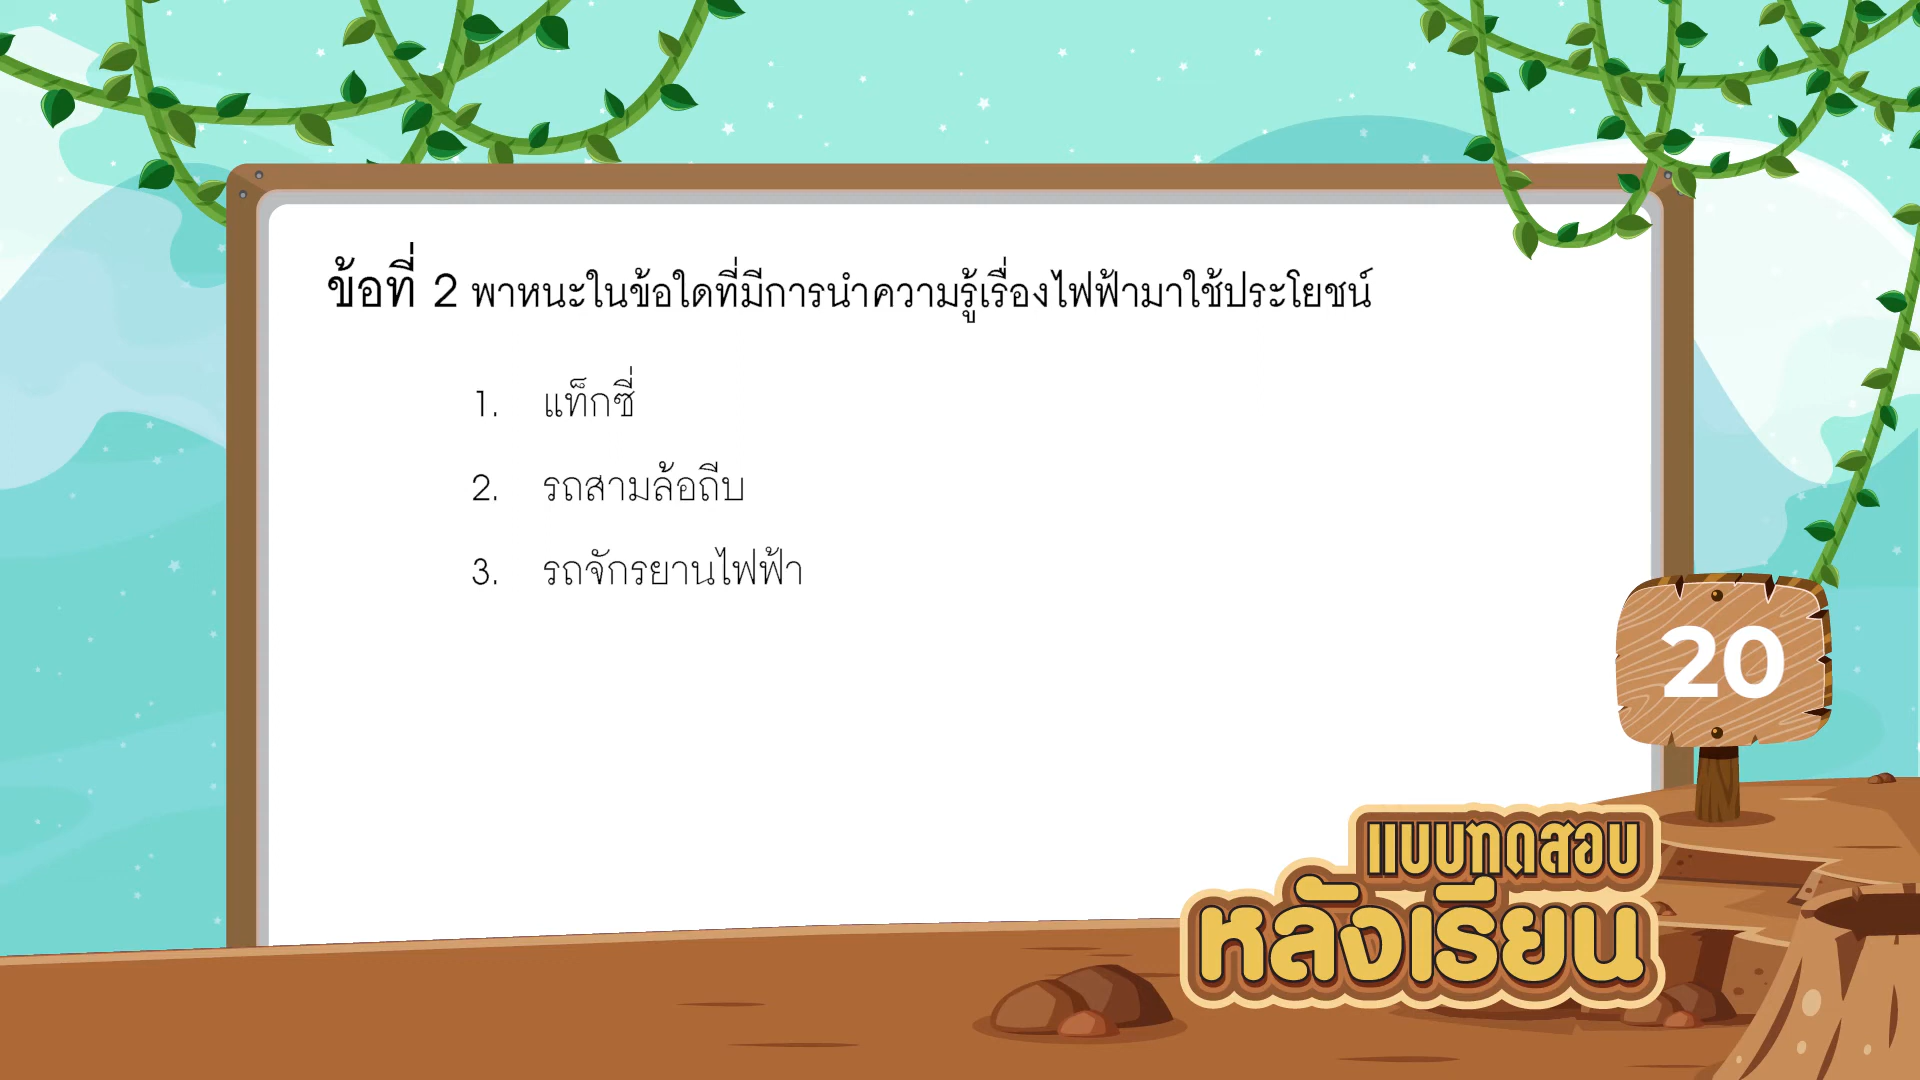 ข้อที่ 2 พาหนะในข้อใดที่มีการนำความรู้เรื่องไฟฟ้ามาใช้ประโยชน์
1. แท็กซี่
2. รถสามล้อถีบ
3. รถจักรยานไฟฟ้า
20
แบบทดสอบ
หลังเรียน